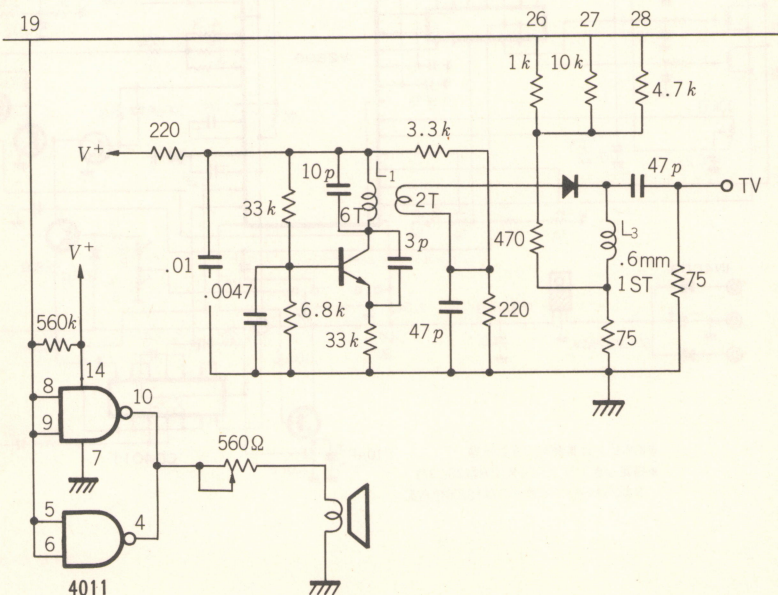 19
26 27 28
1k 10k 4.7k
220 3.3k
V+
10p L1 47p
6T 2T TV
33k
3p 470 L3
V+ .01 .6mm
.0047 1ST 75
560k 6.8k 220
33k 47p 75
14
8 10
9
7 560Ω
5 4
6
4011